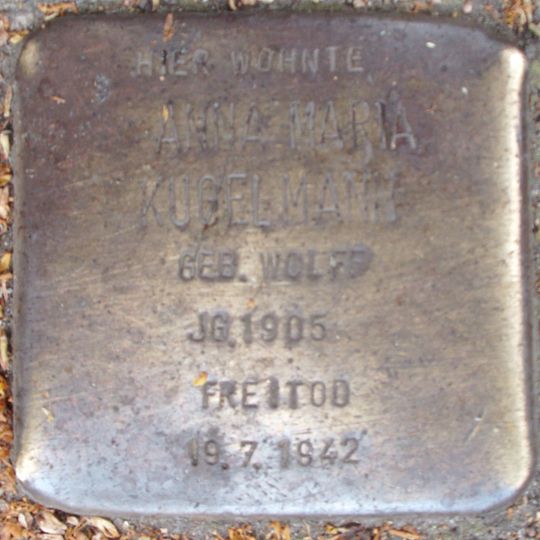 HIER WOHNTE
ANNA MARIA
KUGELMANN
GEB. WOLFF
JG. 1905
FREITOD
19. 7. 1942